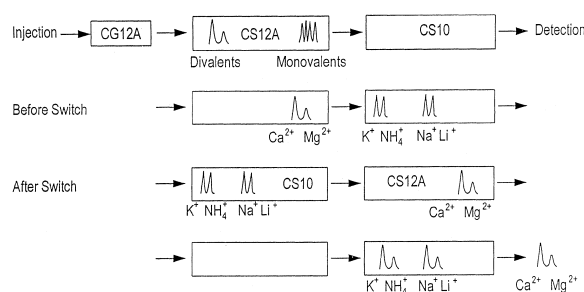 Injection CG12A CS12A CS10 Detection
Divalents Monovalents
Before Switch
Ca2+ Mg2+ K+ NH4+ Na+ Li+
After Switch CS10 CS12A
K+ NH4+ Na+ Li+ Ca2+ Mg2+
K+ NH4+ Na+ Li+ Ca2+ Mg2+